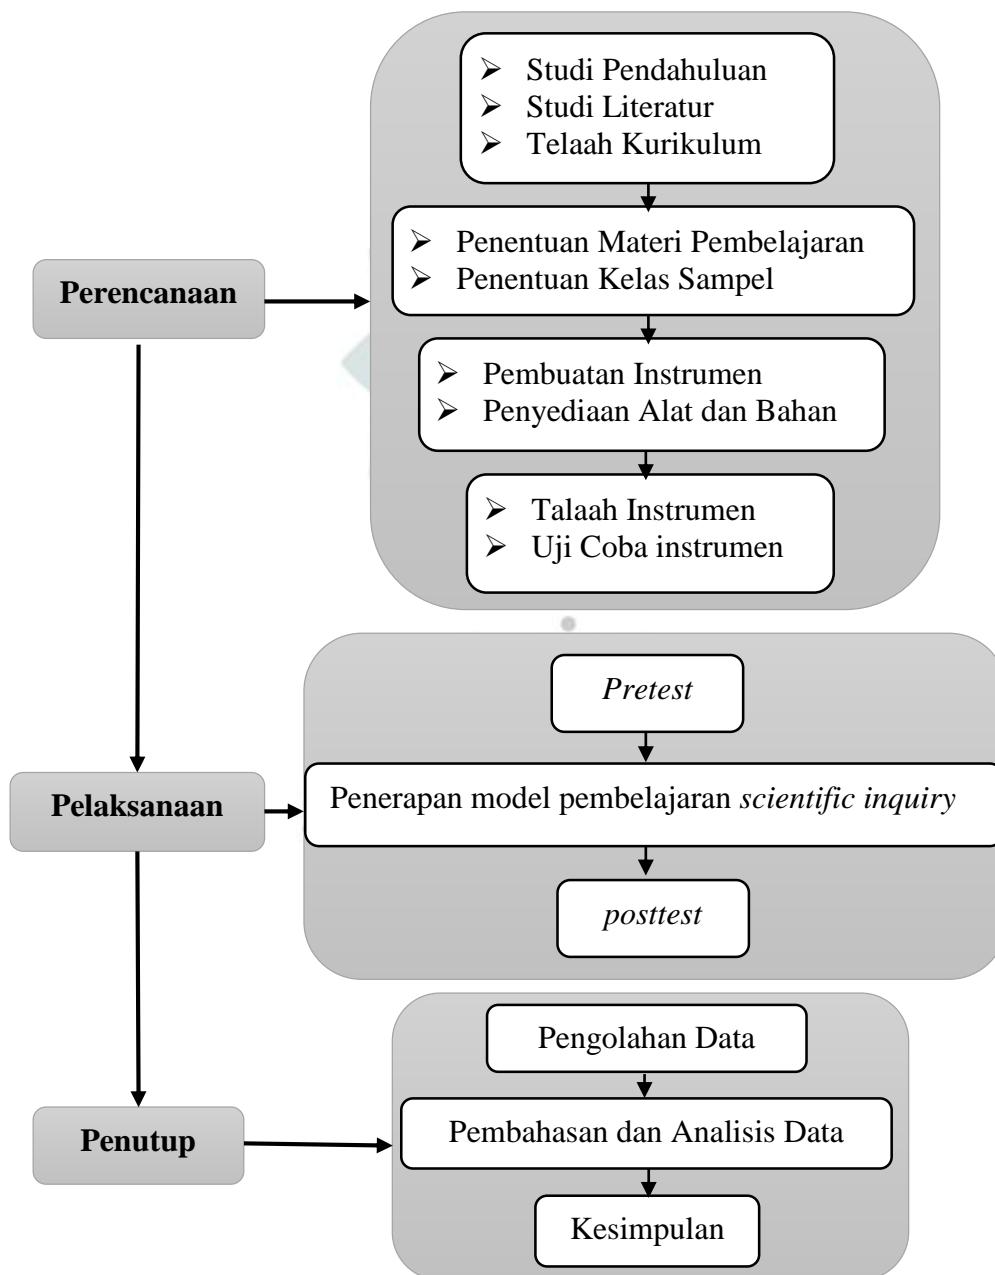 Perencanaan
➢ Studi Pendahuluan
➢ Studi Literatur
➢ Telaah Kurikulum
➢ Penentuan Materi Pembelajaran
➢ Penentuan Kelas Sampel
➢ Pembuatan Instrumen
➢ Penyediaan Alat dan Bahan
➢ Talaah Instrumen
➢ Uji Coba instrumen
Pelaksanaan
Pretest
Penerapan model pembelajaran scientific inquiry
posttest
Penutup
Pengolahan Data
Pembahasan dan Analisis Data
Kesimpulan